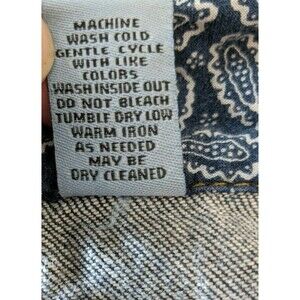 MACHINE
WASH COLD
GENTLE CYCLE
WITH LIKE
COLORS
WASH INSIDE OUT
DO NOT BLEACH
TUMBLE DRY LOW
WARM IRON
AS NEEDED
MAY BE
DRY CLEANED